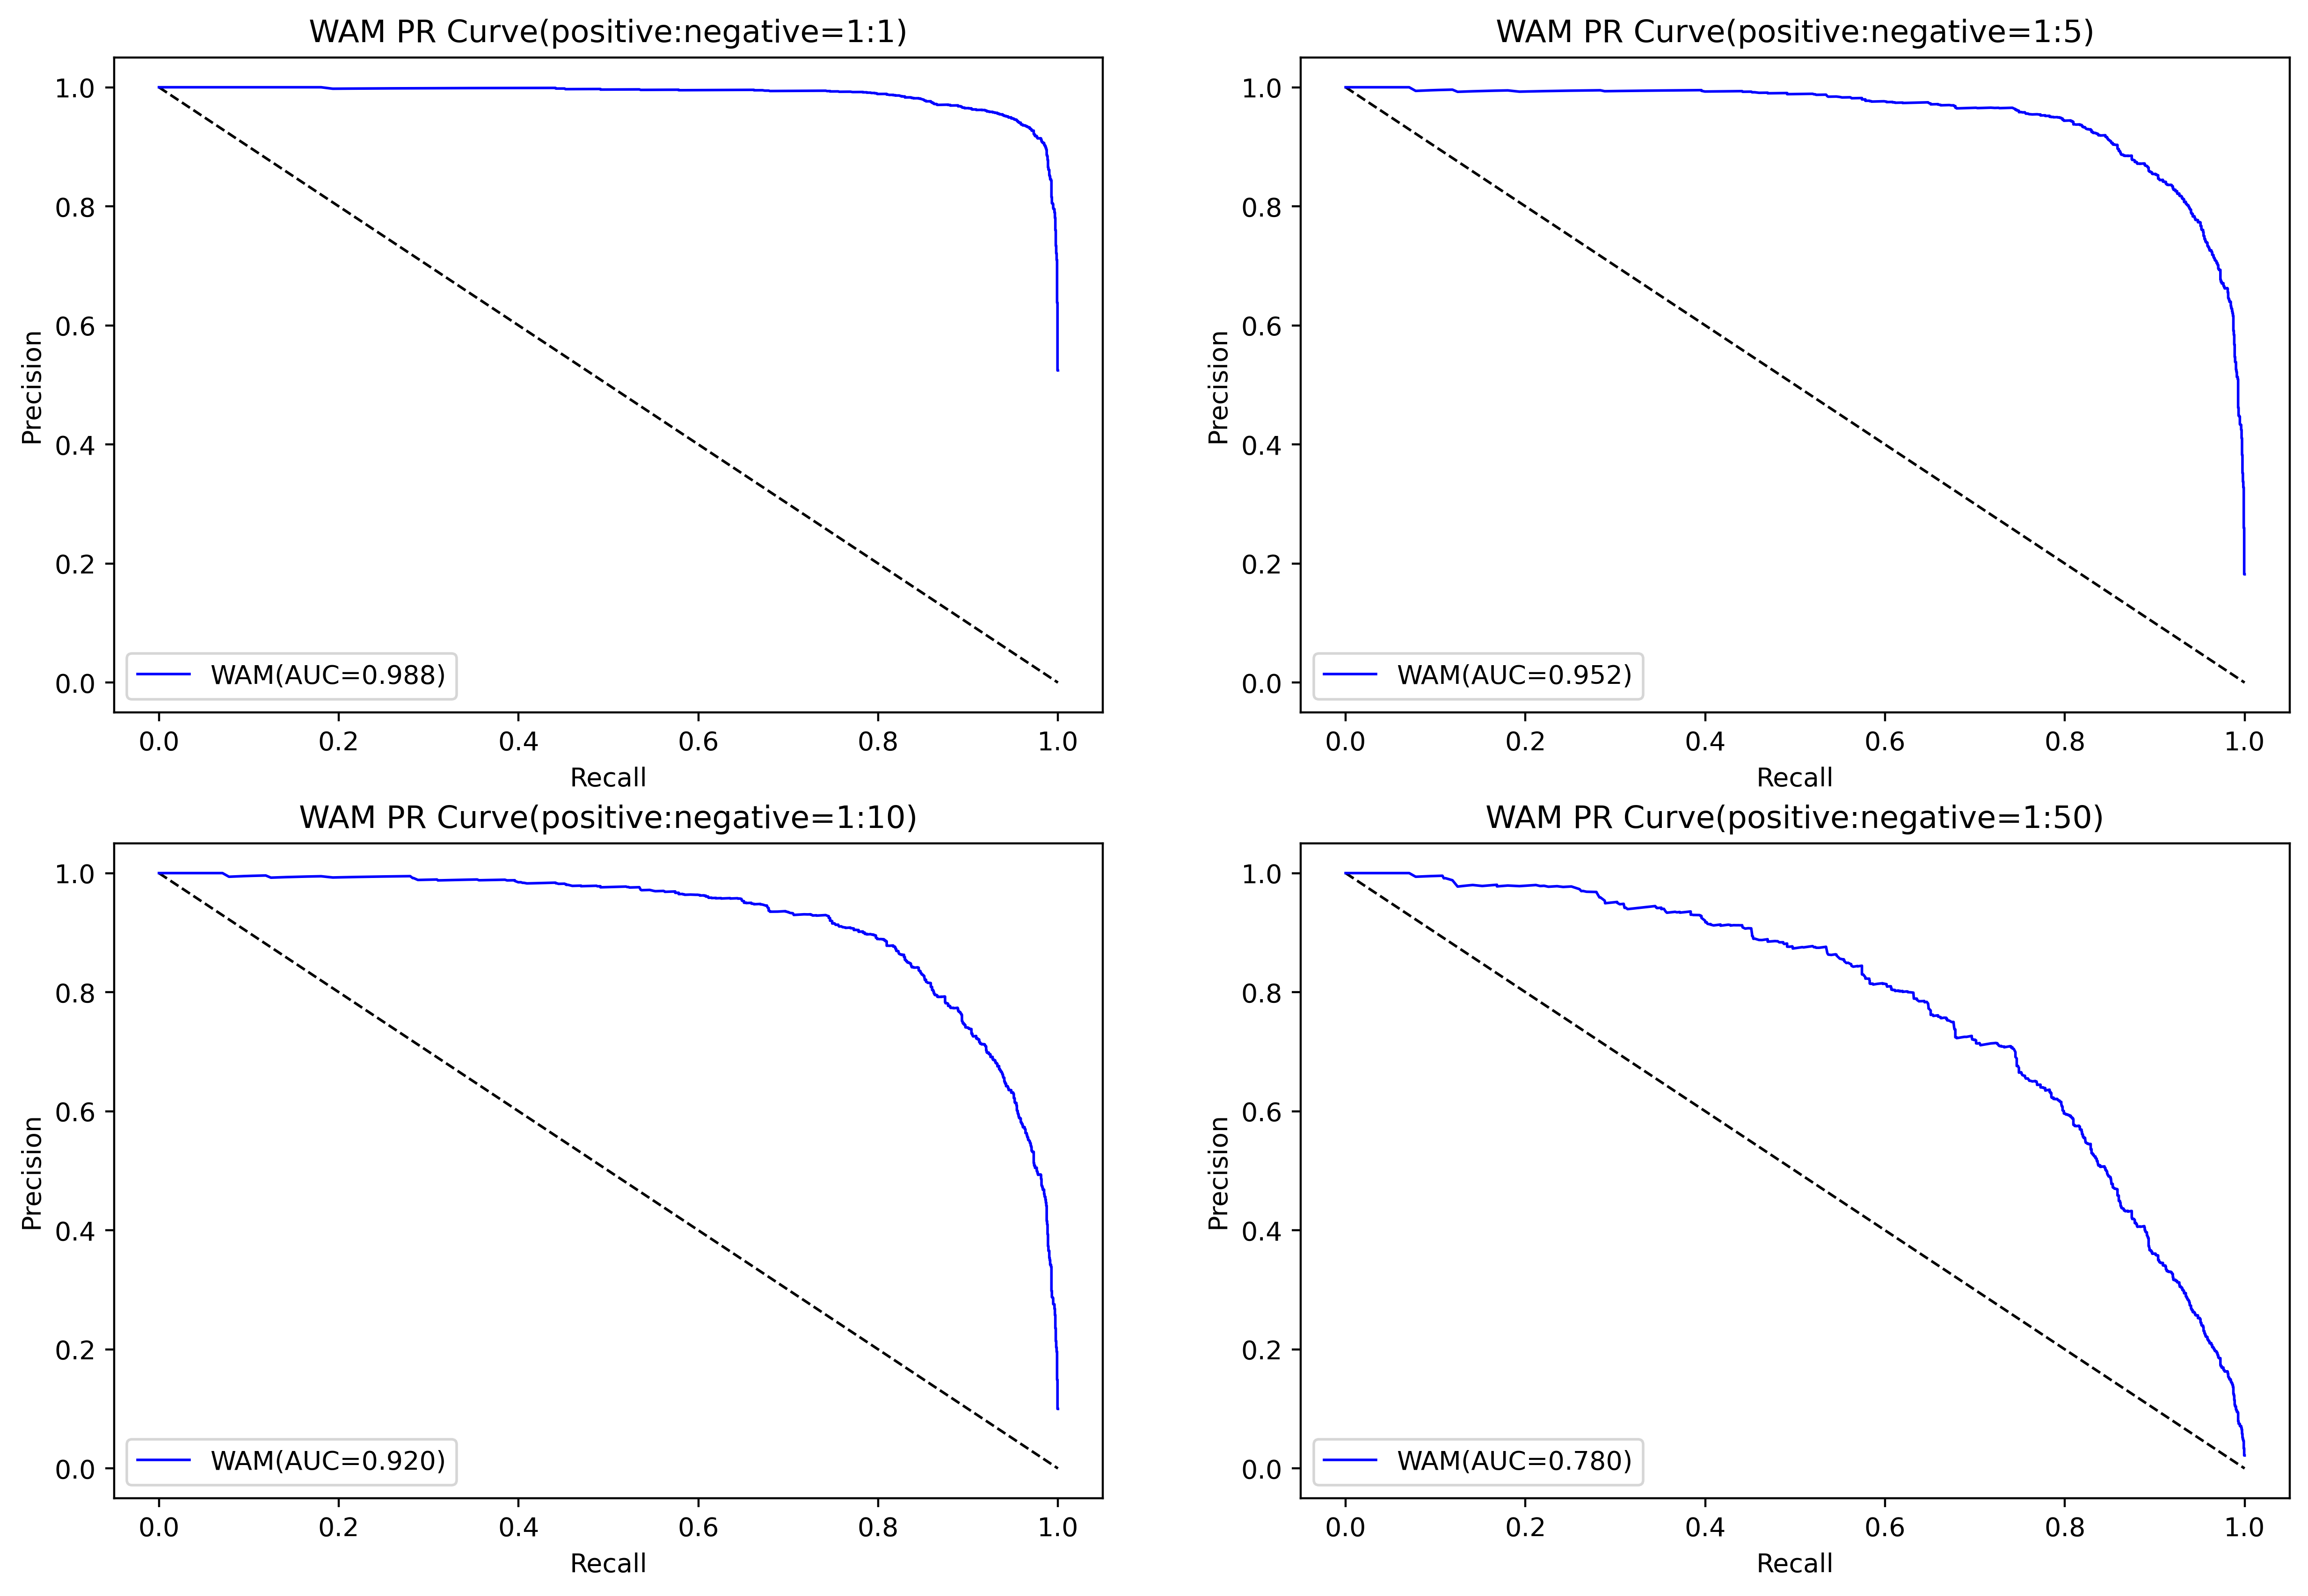 WAM PR Curve(positive:negative=1:1)
1.0
0.8
0.6
0.4
0.2
0.0
Precision
WAM(AUC=0.988)
0.0 0.2 0.4 0.6 0.8 1.0
Recall
WAM PR Curve(positive:negative=1:5)
1.0
0.8
0.6
0.4
0.2
0.0
Precision
WAM(AUC=0.952)
0.0 0.2 0.4 0.6 0.8 1.0
Recall
WAM PR Curve(positive:negative=1:10)
1.0
0.8
0.6
0.4
0.2
0.0
Precision
WAM(AUC=0.920)
0.0 0.2 0.4 0.6 0.8 1.0
Recall
WAM PR Curve(positive:negative=1:50)
1.0
0.8
0.6
0.4
0.2
0.0
Precision
WAM(AUC=0.780)
0.0 0.2 0.4 0.6 0.8 1.0
Recall